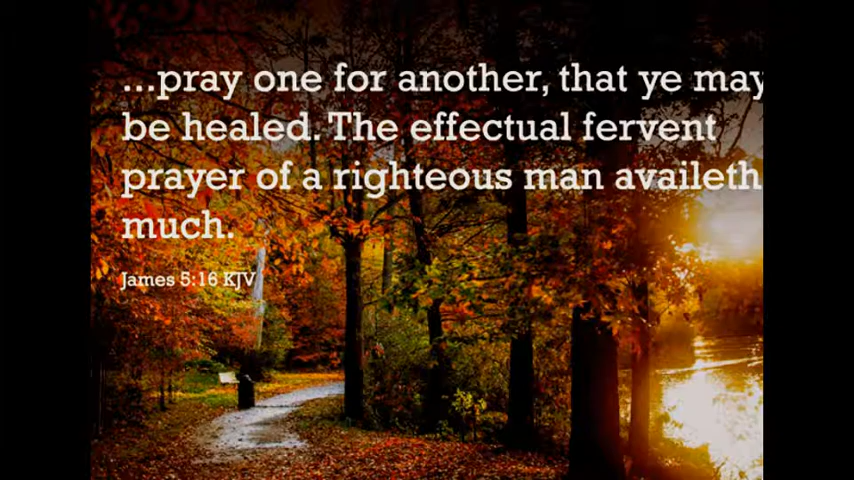 ...pray one for another, that ye may
be healed. The effectual fervent
prayer of a righteous man availeth
much.
James 5:16 KJV